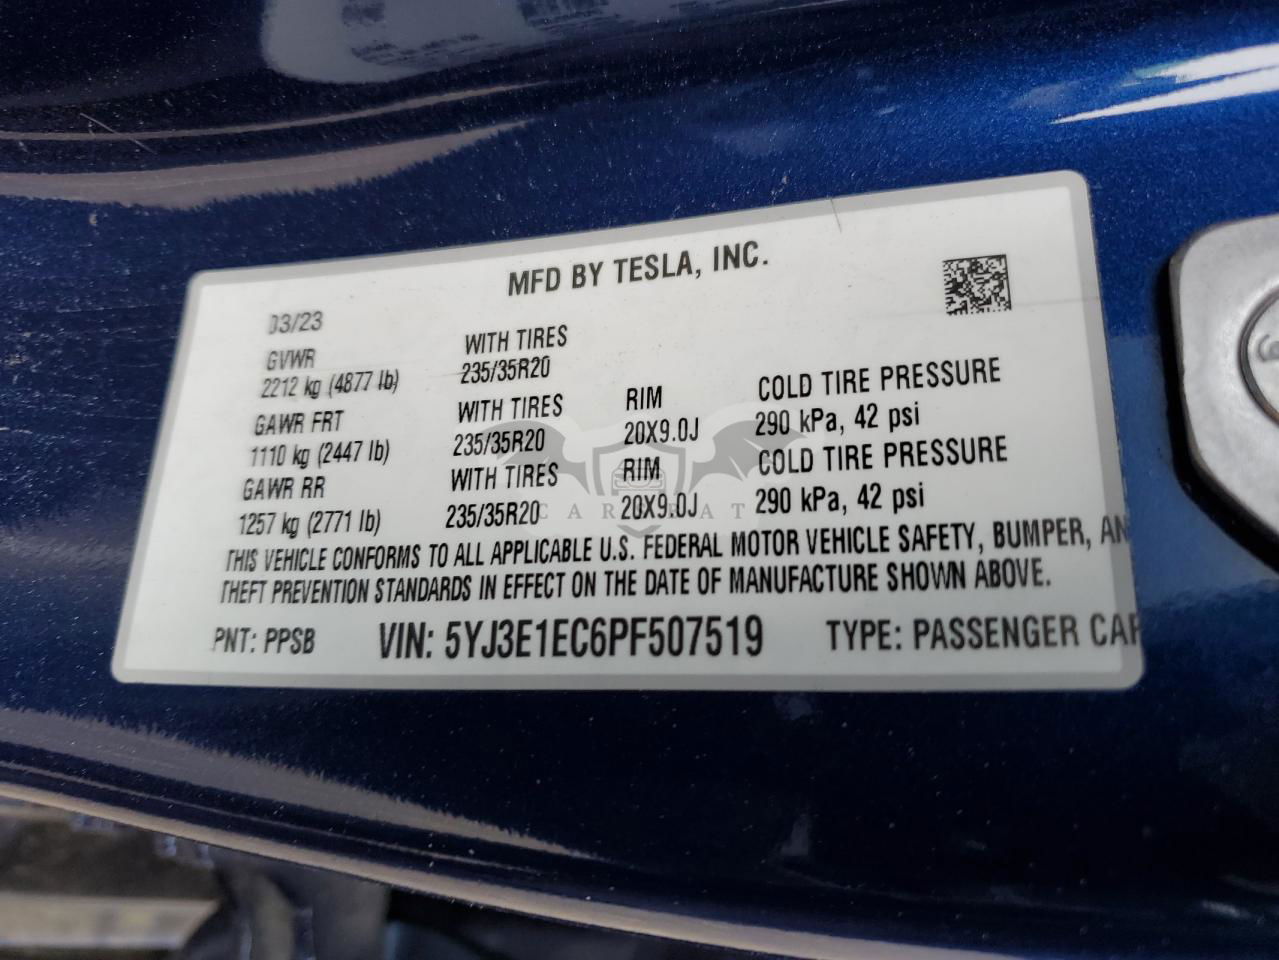 MFD BY TESLA, INC.
03/23
GVWR WITH TIRES
2212 kg (4877 lb) 235/35R20
GAWR FRT WITH TIRES RIM COLD TIRE PRESSURE
1110 kg (2447 lb) 235/35R20 20X9.0J 290 kPa, 42 psi
GAWR RR WITH TIRES RIM COLD TIRE PRESSURE
1257 kg (2771 lb) 235/35R20 20X9.0J 290 kPa, 42 psi
THIS VEHICLE CONFORMS TO ALL APPLICABLE U.S. FEDERAL MOTOR VEHICLE SAFETY, BUMPER, AN
THEFT PREVENTION STANDARDS IN EFFECT ON THE DATE OF MANUFACTURE SHOWN ABOVE.
PNT: PPSB VIN: 5YJ3E1EC6PF507519 TYPE: PASSENGER CAR